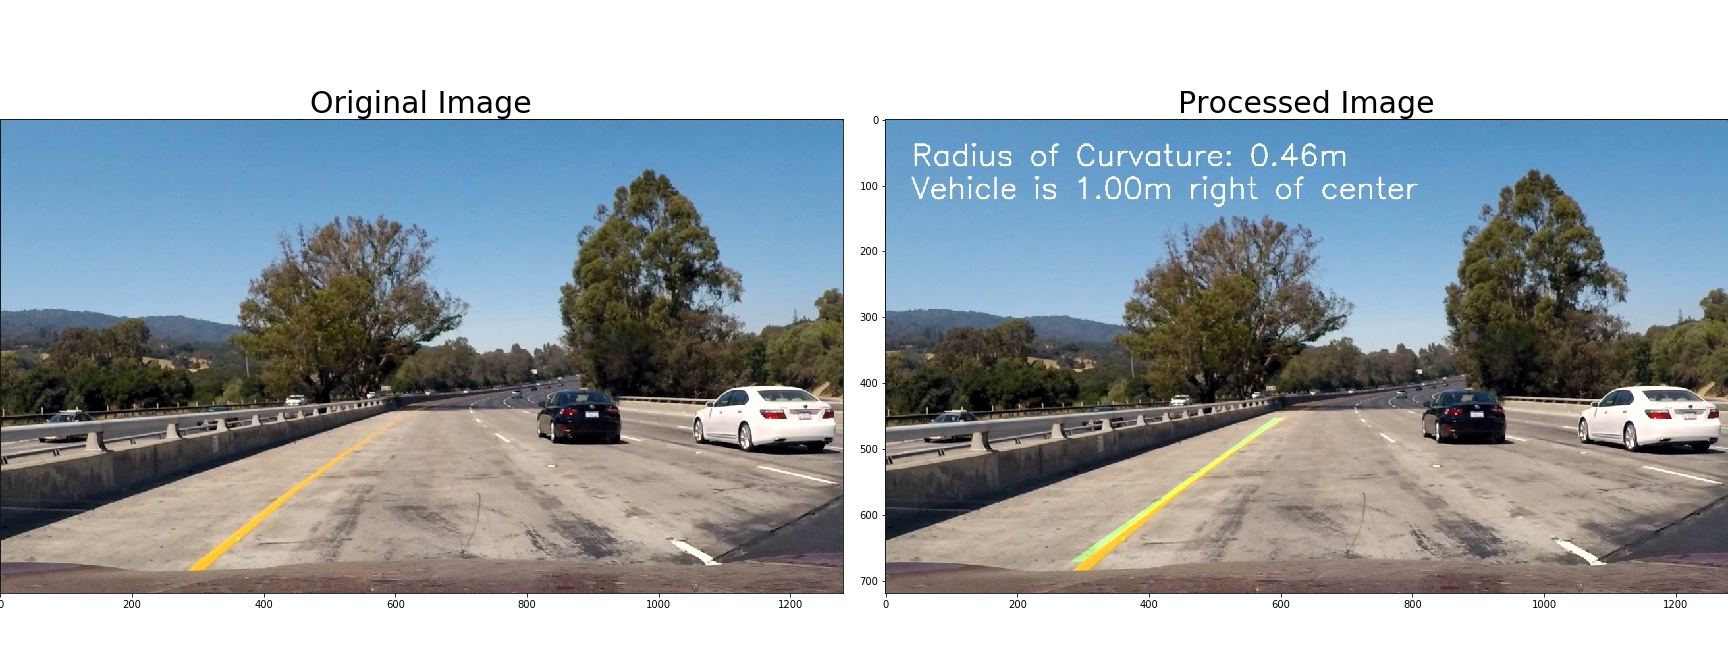 Original Image
Processed Image
Radius of Curvature: 0.46m
Vehicle is 1.00m right of center
0
100
200
300
400
500
600
700
0 200 400 600 800 1000 1200
0 200 400 600 800 1000 1200